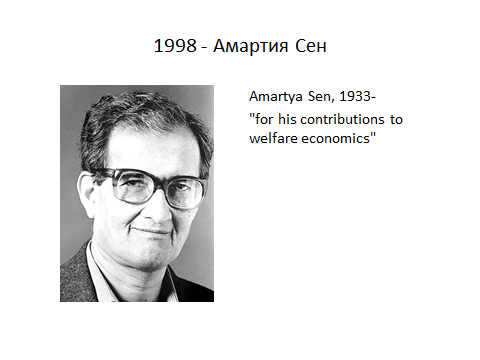 1998 - Амартия Сен
Amartya Sen, 1933-
"for his contributions to
welfare economics"